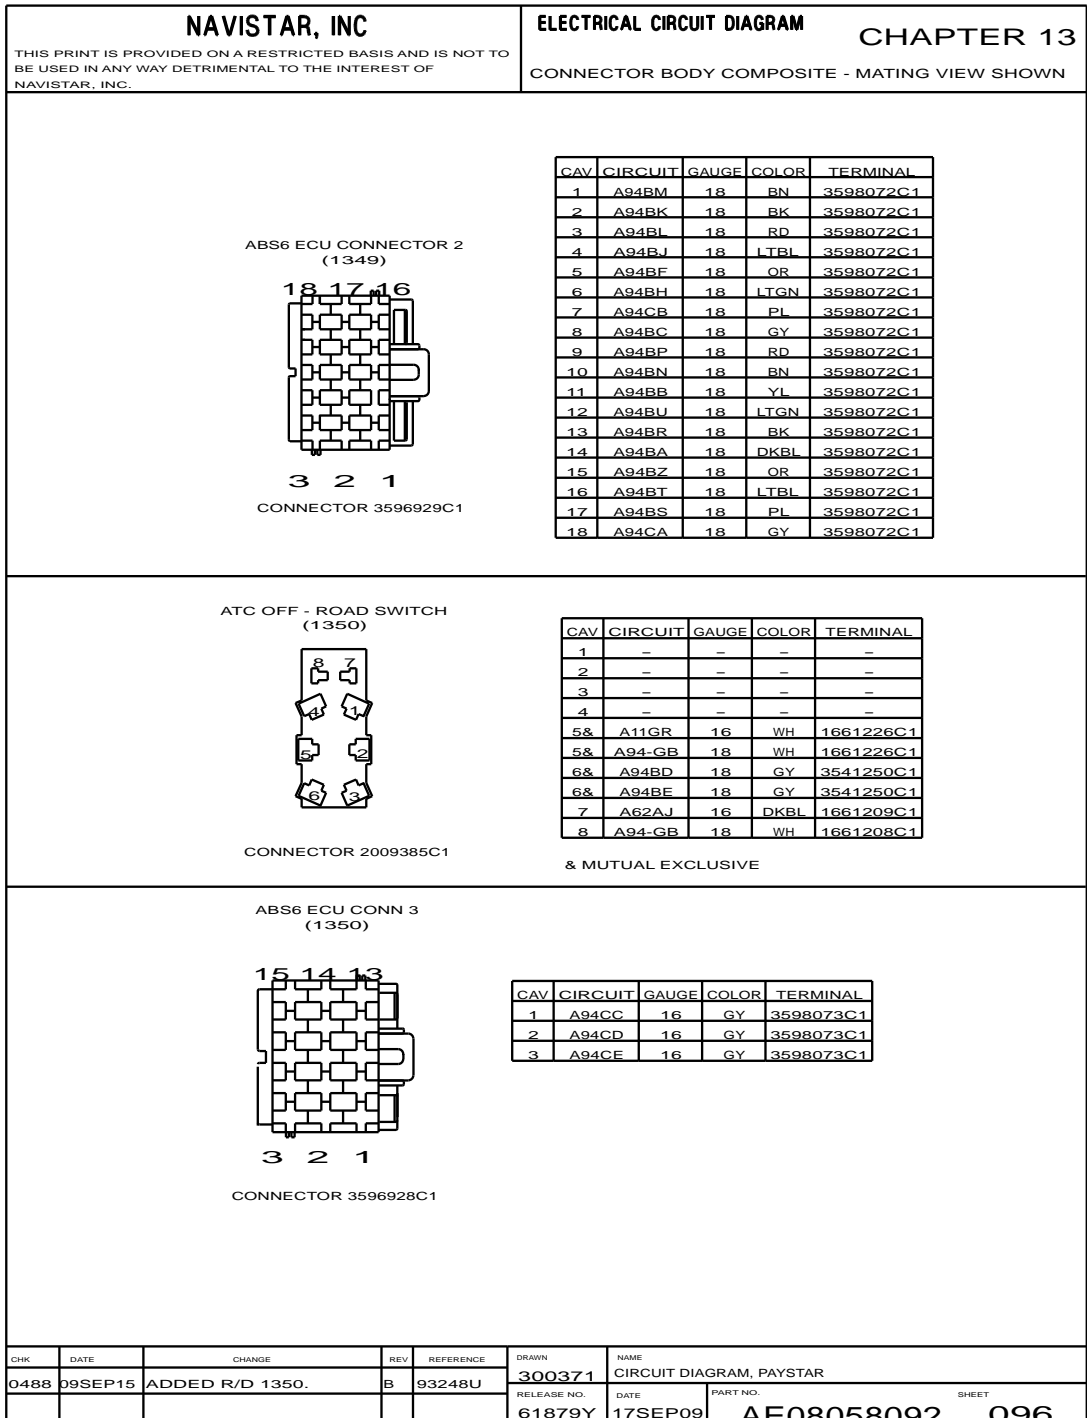 NAVISTAR, INC
THIS PRINT IS PROVIDED ON A RESTRICTED BASIS AND IS NOT TO
BE USED IN ANY WAY DETRIMENTAL TO THE INTEREST OF
NAVISTAR, INC.
ELECTRICAL CIRCUIT DIAGRAM
CHAPTER 13
CONNECTOR BODY COMPOSITE - MATING VIEW SHOWN
ABS6 ECU CONNECTOR 2
(1349)
18 17 16
3 2 1
CONNECTOR 3596929C1
CAV CIRCUIT GAUGE COLOR TERMINAL
1 A94BM 18 BN 3598072C1
2 A94BK 18 BK 3598072C1
3 A94BL 18 RD 3598072C1
4 A94BJ 18 LTBL 3598072C1
5 A94BF 18 OR 3598072C1
6 A94BH 18 LTGN 3598072C1
7 A94CB 18 PL 3598072C1
8 A94BC 18 GY 3598072C1
9 A94BP 18 RD 3598072C1
10 A94BN 18 BN 3598072C1
11 A94BB 18 YL 3598072C1
12 A94BU 18 LTGN 3598072C1
13 A94BR 18 BK 3598072C1
14 A94BA 18 DKBL 3598072C1
15 A94BZ 18 OR 3598072C1
16 A94BT 18 LTBL 3598072C1
17 A94BS 18 PL 3598072C1
18 A94CA 18 GY 3598072C1
ATC OFF - ROAD SWITCH
(1350)
8 7
4 1
5 2
6 3
CONNECTOR 2009385C1
CAV CIRCUIT GAUGE COLOR TERMINAL
1 – – – –
2 – – – –
3 – – – –
4 – – – –
5& A11GR 16 WH 1661226C1
5& A94-GB 18 WH 1661226C1
6& A94BD 18 GY 3541250C1
6& A94BE 18 GY 3541250C1
7 A62AJ 16 DKBL 1661209C1
8 A94-GB 18 WH 1661208C1
& MUTUAL EXCLUSIVE
ABS6 ECU CONN 3
(1350)
15 14 13
3 2 1
CONNECTOR 3596928C1
CAV CIRCUIT GAUGE COLOR TERMINAL
1 A94CC 16 GY 3598073C1
2 A94CD 16 GY 3598073C1
3 A94CE 16 GY 3598073C1
CHK DATE CHANGE REV REFERENCE
0488 09SEP15 ADDED R/D 1350. B 93248U
DRAWN
300371
NAME
CIRCUIT DIAGRAM, PAYSTAR
RELEASE NO.
61879Y
DATE
17SEP09
PART NO.
AE08058092
SHEET
096